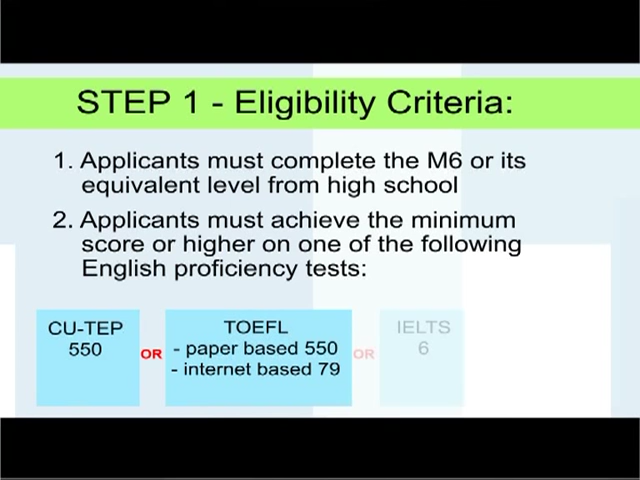 STEP 1 - Eligibility Criteria:
1. Applicants must complete the M6 or its
equivalent level from high school
2. Applicants must achieve the minimum
score or higher on one of the following
English proficiency tests:
CU-TEP
550
OR
TOEFL
- paper based 550
- internet based 79
OR
IELTS
6